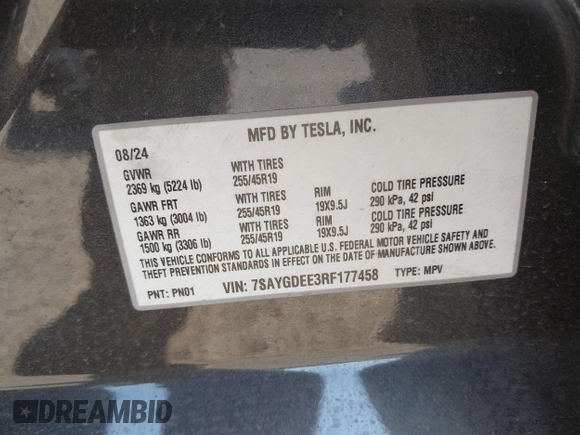 MFD BY TESLA, INC.
08/24
GVWR WITH TIRES
2369 kg (5224 lb) 255/45R19
GAWR FRT WITH TIRES RIM COLD TIRE PRESSURE
1363 kg (3004 lb) 255/45R19 19X9.5J 290 kPa, 42 psi
GAWR RR WITH TIRES RIM COLD TIRE PRESSURE
1500 kg (3306 lb) 255/45R19 19X9.5J 290 kPa, 42 psi
THIS VEHICLE CONFORMS TO ALL APPLICABLE U.S. FEDERAL MOTOR VEHICLE SAFETY AND
THEFT PREVENTION STANDARDS IN EFFECT ON THE DATE OF MANUFACTURE SHOWN ABOVE.
PNT: PN01 VIN: 7SAYGDEE3RF177458 TYPE: MPV
DREAMBID